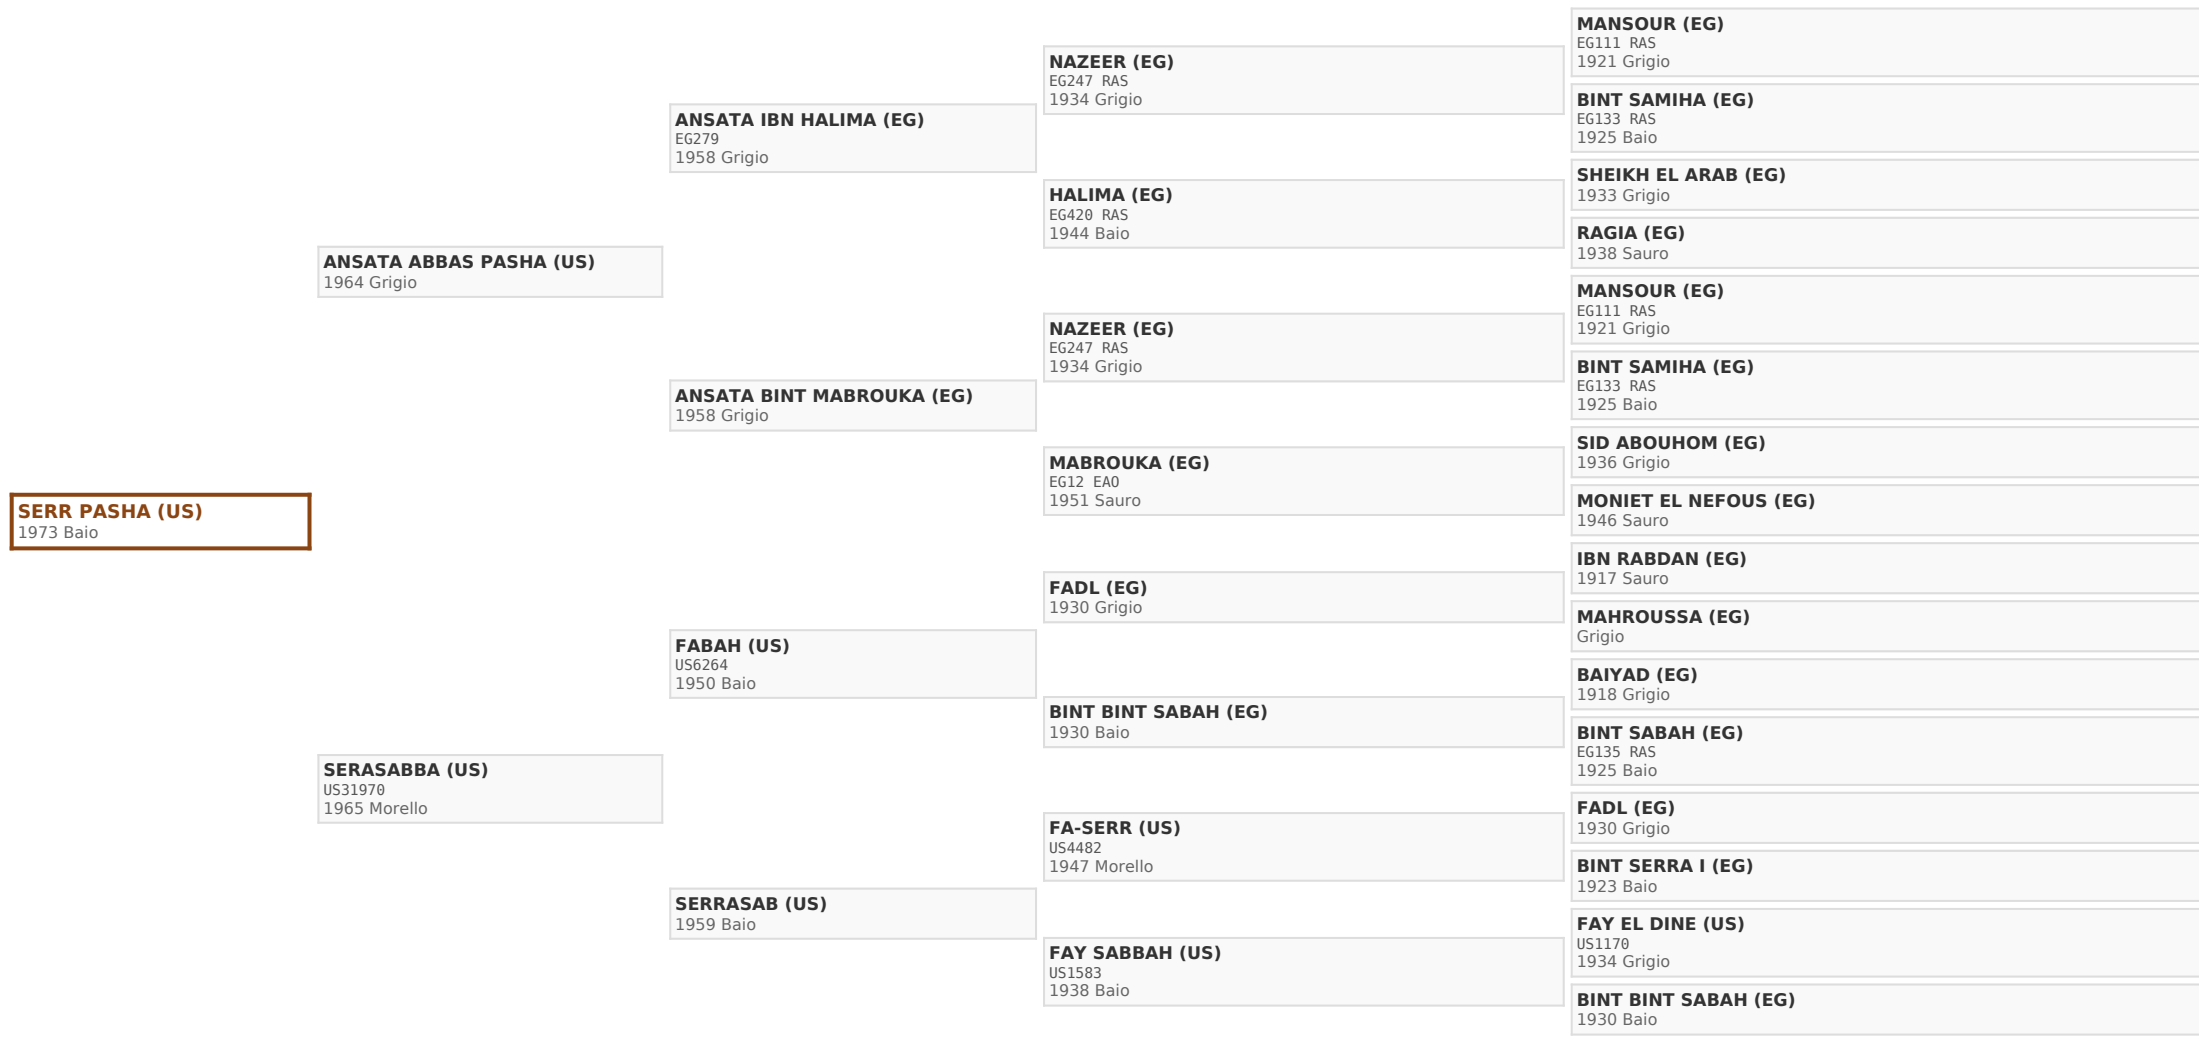 SERR PASHA (US)
1973 Baio
ANSATA ABBAS PASHA (US)
1964 Grigio
SERASABBA (US)
US31970
1965 Morello
ANSATA IBN HALIMA (EG)
EG279
1958 Grigio
ANSATA BINT MABROUKA (EG)
1958 Grigio
FABAH (US)
US6264
1950 Baio
SERRASAB (US)
1959 Baio
NAZEER (EG)
EG247 RAS
1934 Grigio
HALIMA (EG)
EG420 RAS
1944 Baio
NAZEER (EG)
EG247 RAS
1934 Grigio
MABROUKA (EG)
EG12 EAO
1951 Sauro
FADL (EG)
1930 Grigio
BINT BINT SABAH (EG)
1930 Baio
FA-SERR (US)
US4482
1947 Morello
FAY SABBAH (US)
US1583
1938 Baio
MANSOUR (EG)
EG111 RAS
1921 Grigio
BINT SAMIHA (EG)
EG133 RAS
1925 Baio
SHEIKH EL ARAB (EG)
1933 Grigio
RAGIA (EG)
1938 Sauro
MANSOUR (EG)
EG111 RAS
1921 Grigio
BINT SAMIHA (EG)
EG133 RAS
1925 Baio
SID ABOUHOM (EG)
1936 Grigio
MONIET EL NEFOUS (EG)
1946 Sauro
IBN RABDAN (EG)
1917 Sauro
MAHROUSSA (EG)
Grigio
BAIYAD (EG)
1918 Grigio
BINT SABAH (EG)
EG135 RAS
1925 Baio
FADL (EG)
1930 Grigio
BINT SERRA I (EG)
1923 Baio
FAY EL DINE (US)
US1170
1934 Grigio
BINT BINT SABAH (EG)
1930 Baio